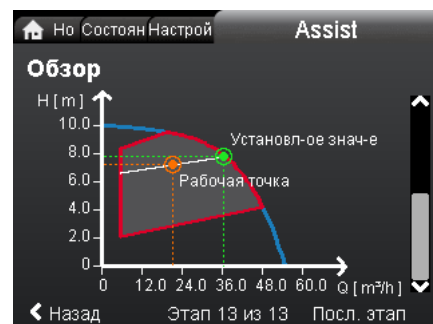 Но Состоян Настрой Assist
Обзор
H [ m ]
10.0
Установл-ое знач-е
8.0
6.0
Рабочая точка
4.0
2.0
0
0 12.0 24.0 36.0 48.0 60.0 Q [ m³/h ]
Назад Этап 13 из 13 Посл. этап